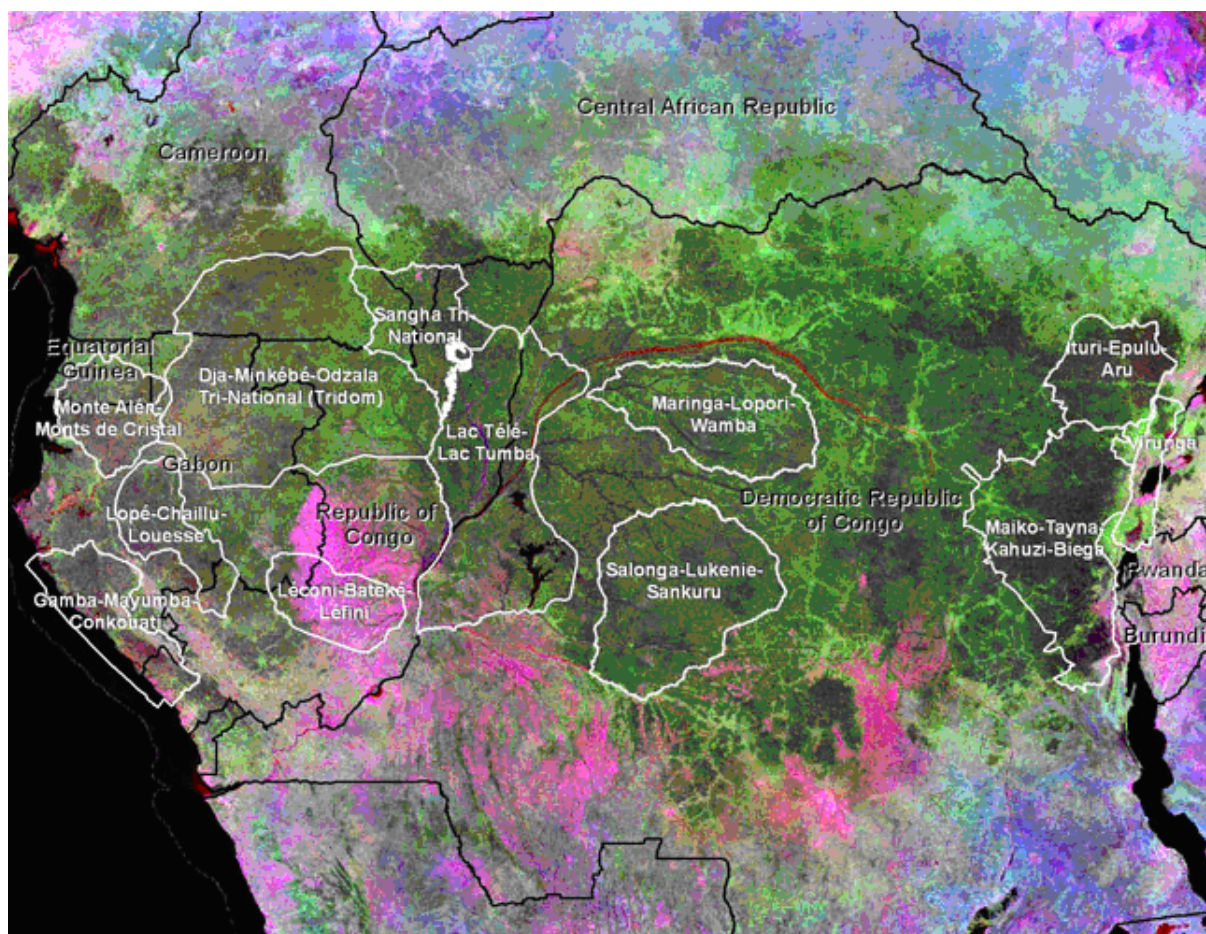 Central African Republic
Cameroon
Sangha Tri-
National
Equatorial
Guinea
Dja-Minkébé-Odzala
Tri-National (Tridom)
Monte Alén-
Monts de Cristal
Ituri-Epulu-
Aru
Maringa-Lopori-
Wamba
Lac Télé-
Lac Tumba
Virunga
Gabon
Lopé-Chaillu-
Louesse
Republic of
Congo
Democratic Republic
of Congo
Maiko-Tayna-
Kahuzi-Biega
Salonga-Lukenie-
Sankuru
Rwanda
Gamba-Mayumba-
Conkouati
Léconi-Batéké-
Léfini
Burundi